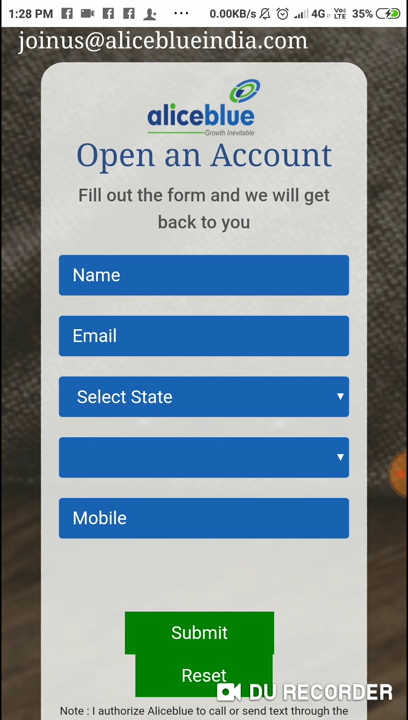 1:28 PM ... 0.00KB/s 4G Vo) LTE 35%
joinus@aliceblueindia.com
aliceblue
Growth Inevitable
Open an Account
Fill out the form and we will get
back to you
Name
Email
Select State
Mobile
Submit
Reset
DU RECORDER
Note : I authorize Aliceblue to call or send text through the